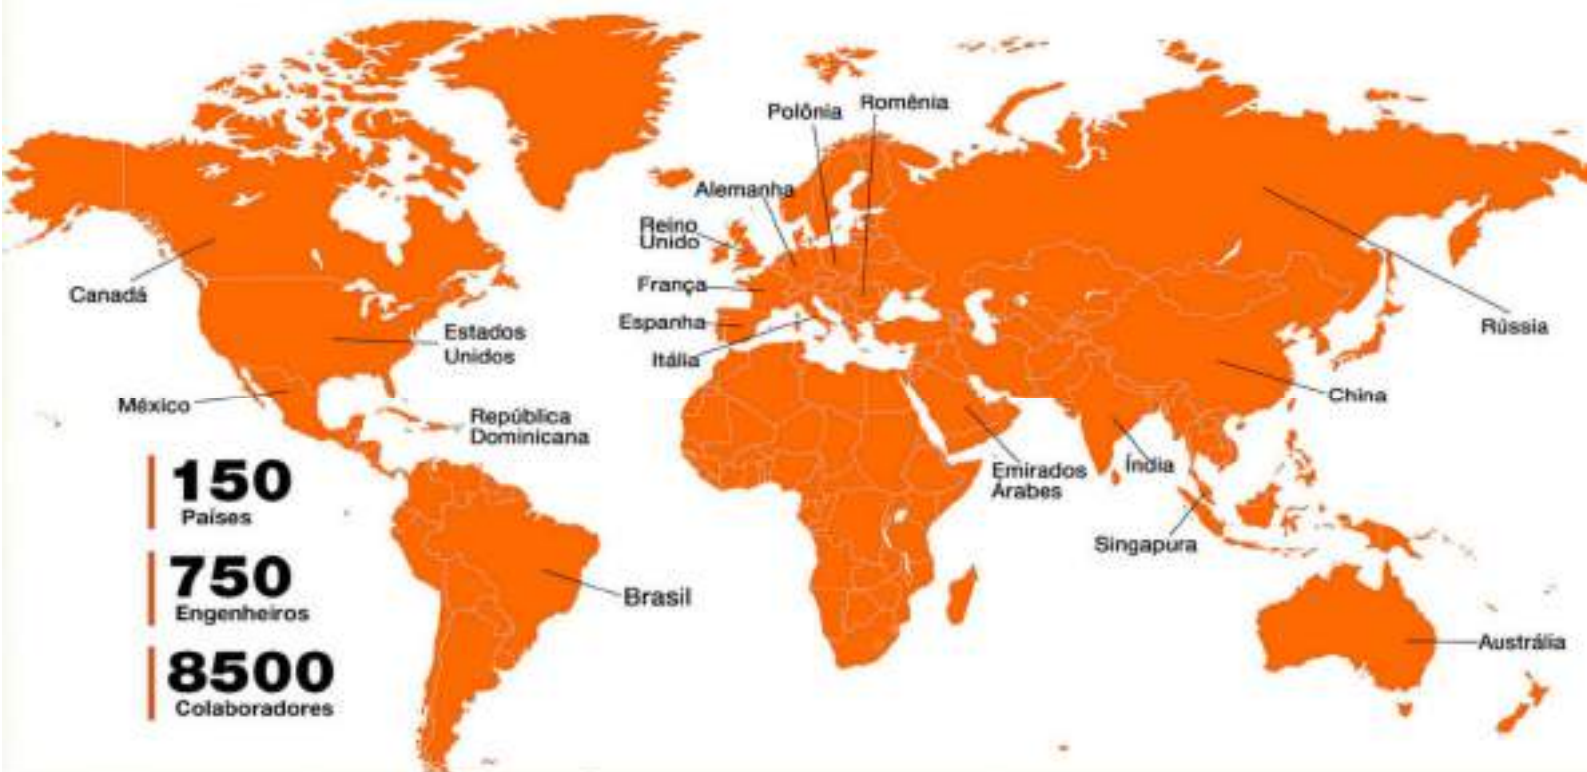 Polônia
Romênia
Alemanha
Reino
Unido
França
Espanha
Itália
Canadá
Estados
Unidos
México
República
Dominicana
Rússia
China
Índia
Emirados
Árabes
Singapura
Brasil
Austrália
150
Países
750
Engenheiros
8500
Colaboradores